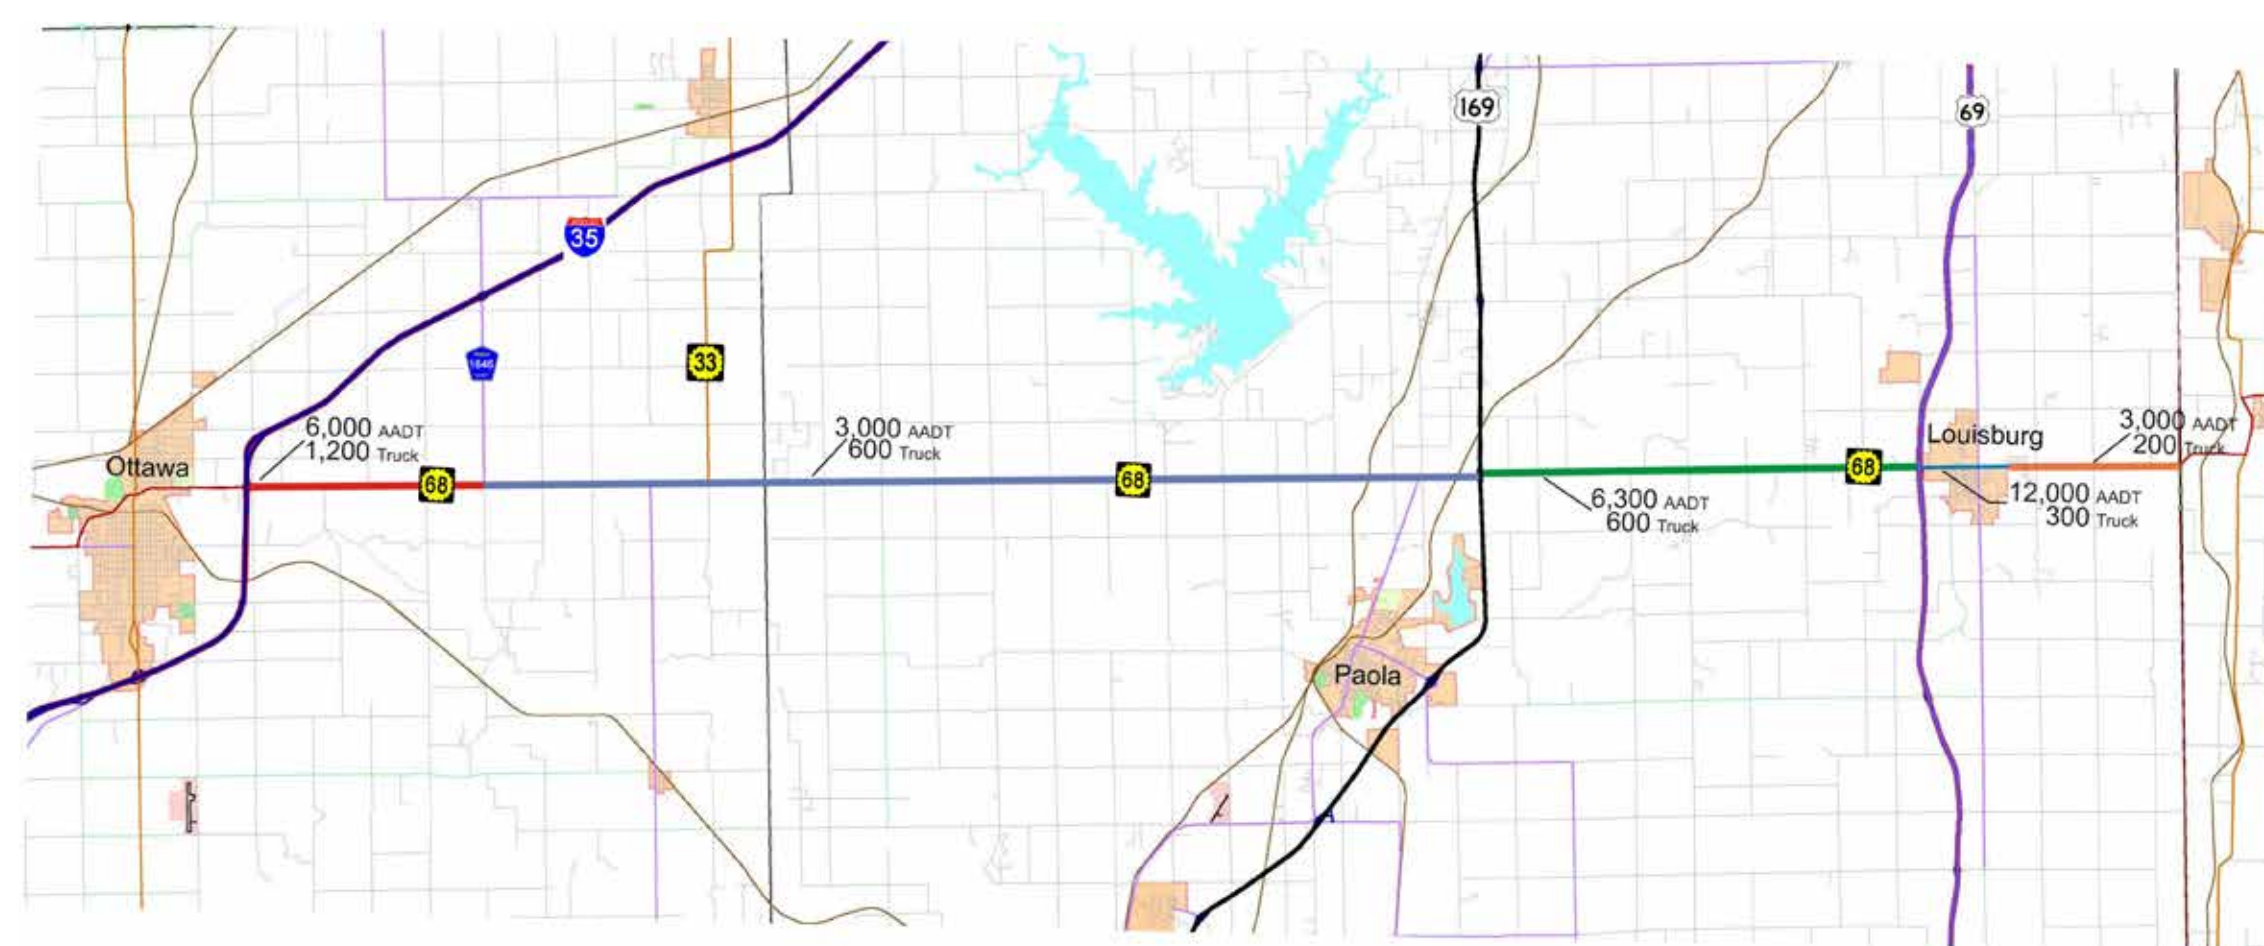 169
69
35
1646
33
6,000 AADT
1,200 Truck
3,000 AADT
600 Truck
3,000 AADT
200 Truck
Louisburg
Ottawa
68
68
68
6,300 AADT
600 Truck
12,000 AADT
300 Truck
Paola